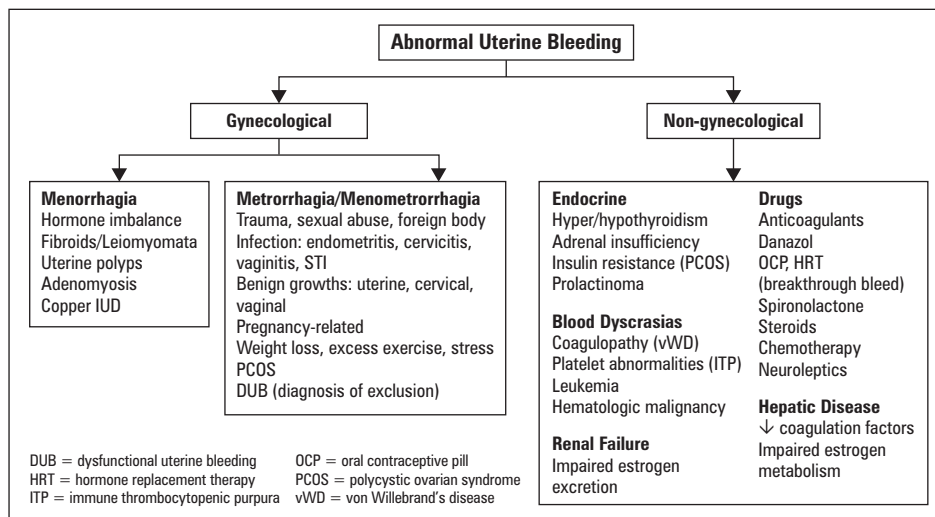 Abnormal Uterine Bleeding
Gynecological
Non-gynecological
Menorrhagia
Hormone imbalance
Fibroids/Leiomyomata
Uterine polyps
Adenomyosis
Copper IUD
Metrorrhagia/Menometrorrhagia
Trauma, sexual abuse, foreign body
Infection: endometritis, cervicitis,
vaginitis, STI
Benign growths: uterine, cervical,
vaginal
Pregnancy-related
Weight loss, excess exercise, stress
PCOS
DUB (diagnosis of exclusion)
Endocrine
Hyper/hypothyroidism
Adrenal insufficiency
Insulin resistance (PCOS)
Prolactinoma
Blood Dyscrasias
Coagulopathy (vWD)
Platelet abnormalities (ITP)
Leukemia
Hematologic malignancy
Renal Failure
Impaired estrogen
excretion
Drugs
Anticoagulants
Danazol
OCP, HRT
(breakthrough bleed)
Spironolactone
Steroids
Chemotherapy
Neuroleptics
Hepatic Disease
↓ coagulation factors
Impaired estrogen
metabolism
DUB = dysfunctional uterine bleeding
HRT = hormone replacement therapy
ITP = immune thrombocytopenic purpura
OCP = oral contraceptive pill
PCOS = polycystic ovarian syndrome
vWD = von Willebrand's disease